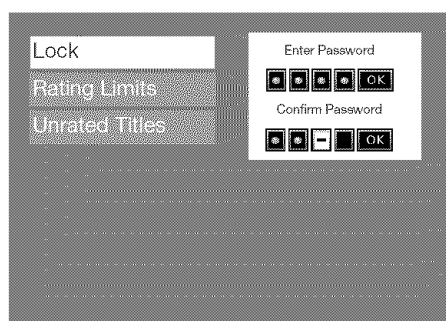 Lock
Rating Limits
Unrated Titles
Enter Password
OK
Confirm Password
OK